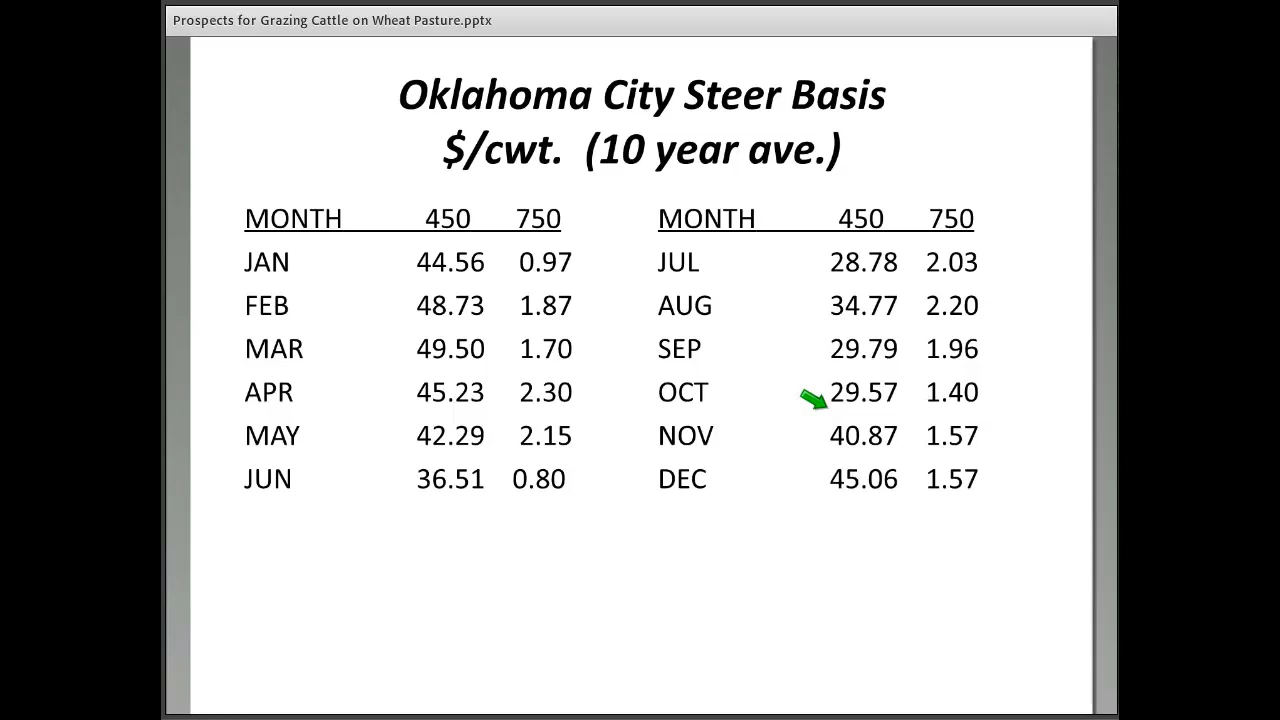 Prospects for Grazing Cattle on Wheat Pasture.pptx
Oklahoma City Steer Basis
$/cwt. (10 year ave.)
MONTH 450 750
JAN 44.56 0.97
FEB 48.73 1.87
MAR 49.50 1.70
APR 45.23 2.30
MAY 42.29 2.15
JUN 36.51 0.80
MONTH 450 750
JUL 28.78 2.03
AUG 34.77 2.20
SEP 29.79 1.96
OCT 29.57 1.40
NOV 40.87 1.57
DEC 45.06 1.57